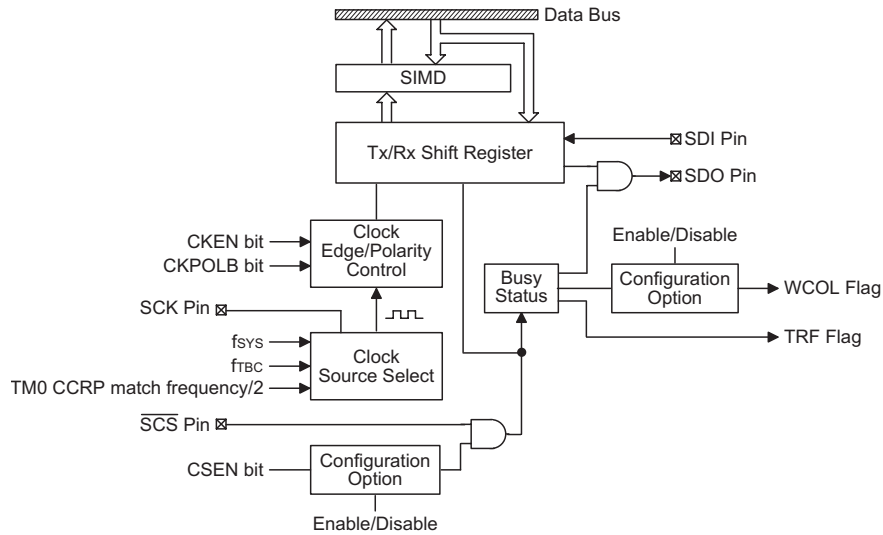 Data Bus
SIMD
Tx/Rx Shift Register
SDI Pin
SDO Pin
CKEN bit
CKPOLB bit
Clock
Edge/Polarity
Control
Busy
Status
Enable/Disable
Configuration
Option
WCOL Flag
TRF Flag
SCK Pin
fSYS
fTBC
TM0 CCRP match frequency/2
Clock
Source Select
SCS Pin
CSEN bit
Configuration
Option
Enable/Disable